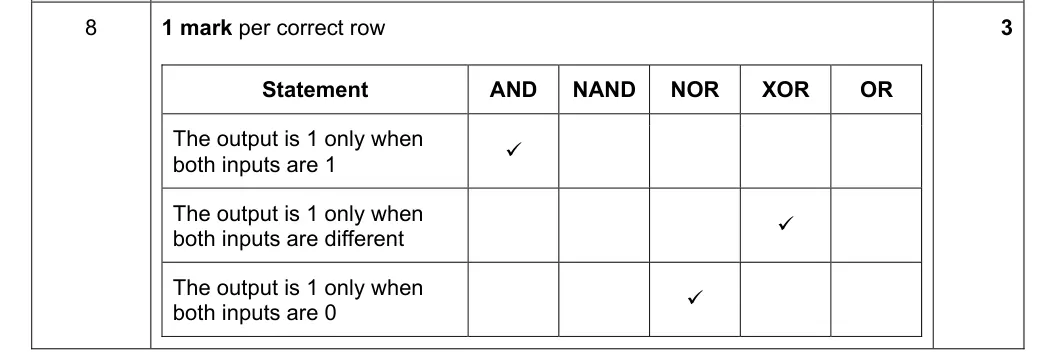 8 1 mark per correct row 3
Statement AND NAND NOR XOR OR
The output is 1 only when
both inputs are 1 ✓
The output is 1 only when
both inputs are different ✓
The output is 1 only when
both inputs are 0 ✓